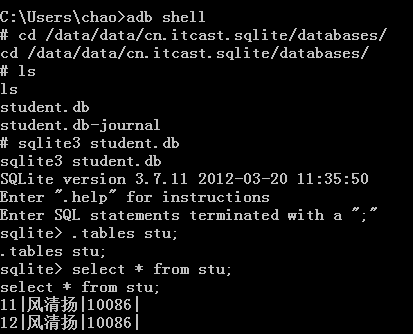 C:\Users\chao>adb shell
# cd /data/data/cn.itcast.sqlite/databases/
cd /data/data/cn.itcast.sqlite/databases/
# ls
ls
student.db
student.db-journal
# sqlite3 student.db
sqlite3 student.db
SQLite version 3.7.11 2012-03-20 11:35:50
Enter ".help" for instructions
Enter SQL statements terminated with a ";"
sqlite> .tables stu;
.tables stu;
sqlite> select * from stu;
select * from stu;
11|风清扬|10086|
12|风清扬|10086|